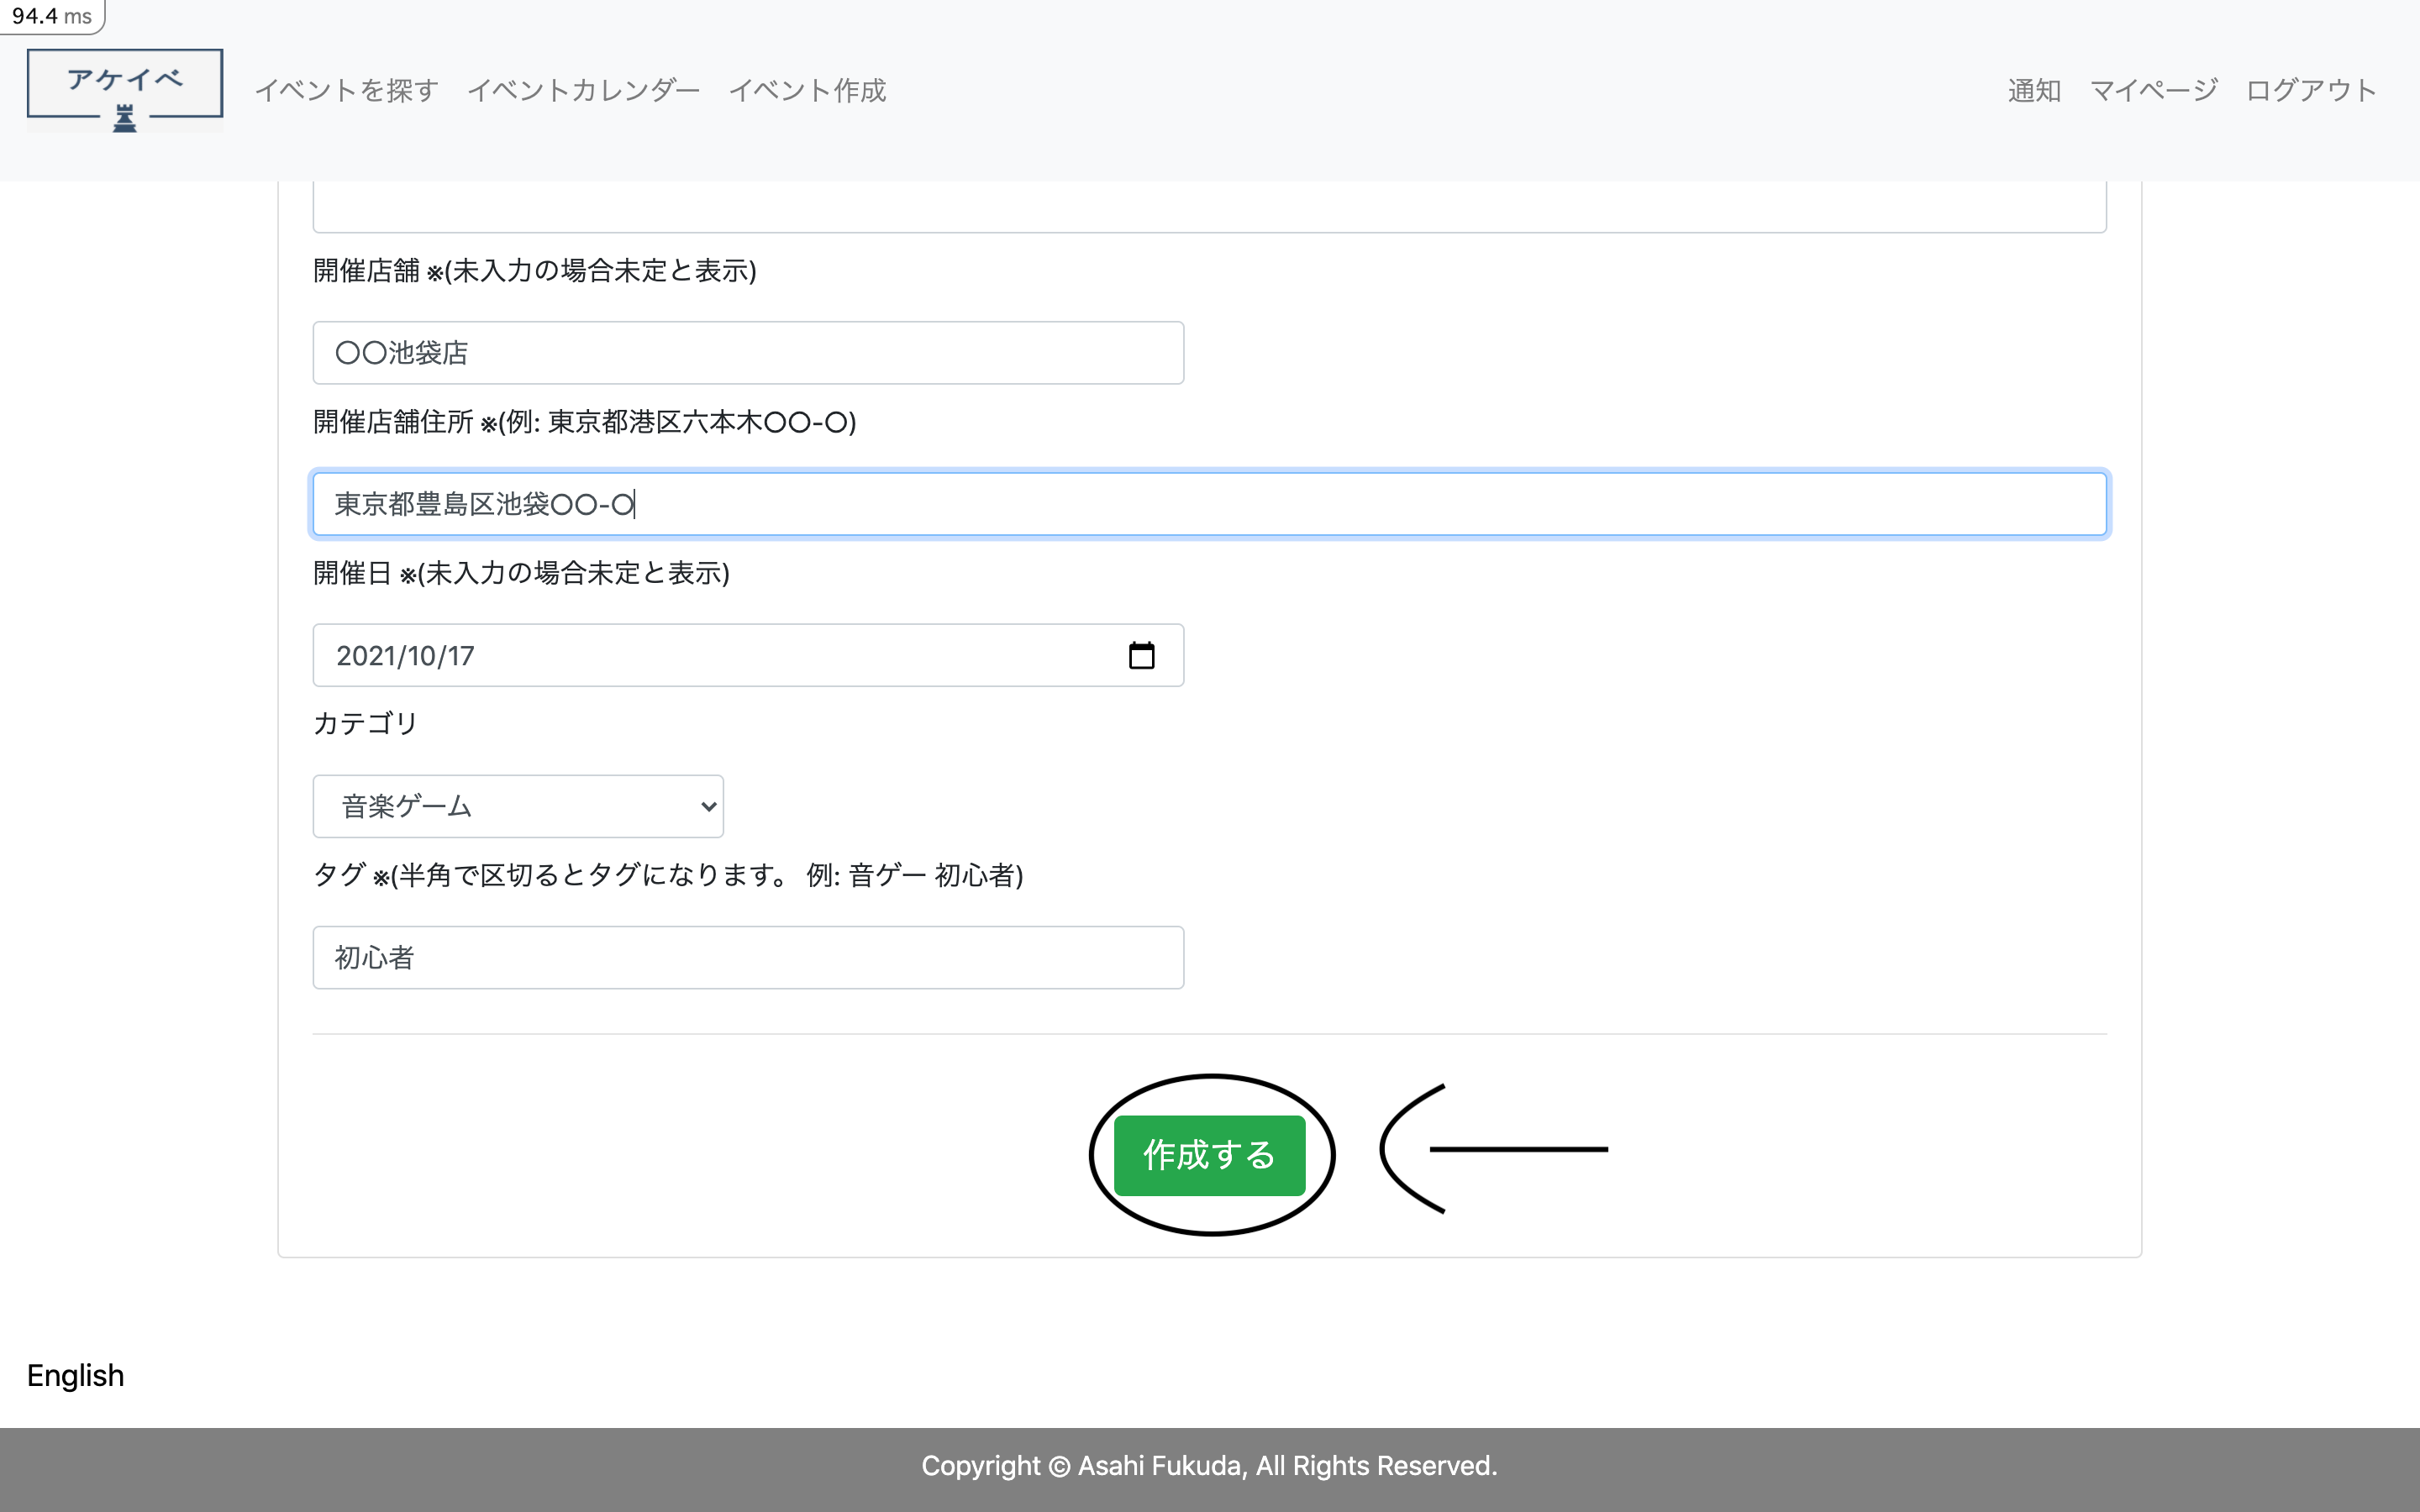 94.4 ms
アケイベ
イベントを探す イベントカレンダー イベント作成 通知 マイページ ログアウト
開催店舗 ※(未入力の場合未定と表示)
〇〇池袋店
開催店舗住所 ※(例: 東京都港区六本木〇〇-〇)
東京都豊島区池袋〇〇-〇
開催日 ※(未入力の場合未定と表示)
2021/10/17
カテゴリ
音楽ゲーム
タグ ※(半角で区切るとタグになります。 例: 音ゲー 初心者)
初心者
作成する
English
Copyright © Asahi Fukuda, All Rights Reserved.